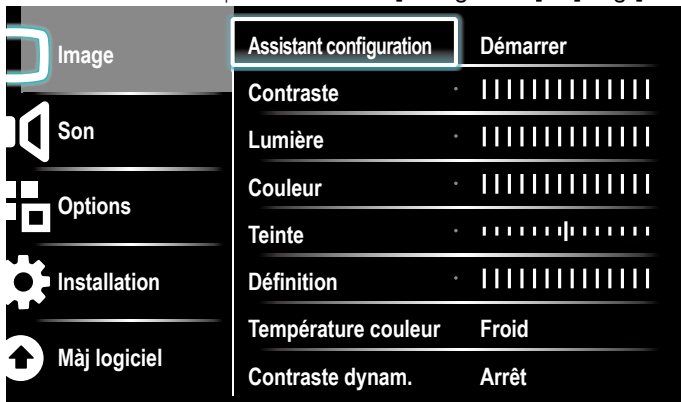 Image
Son
Options
Installation
Màj logiciel
Assistant configuration Démarrer
Contraste
Lumière
Couleur
Teinte
Définition
Température couleur Froid
Contraste dynam. Arrêt